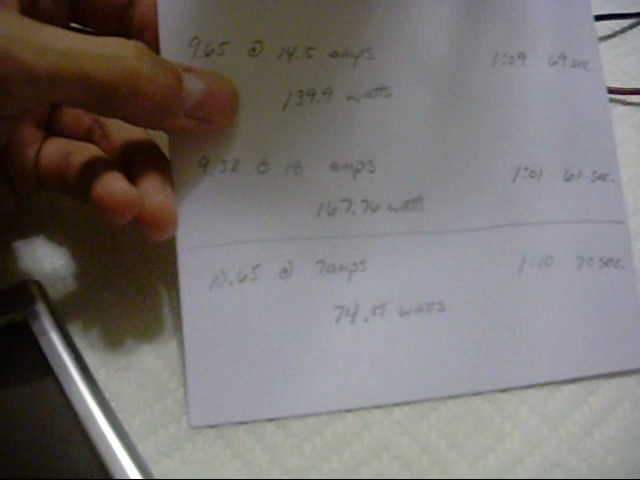 9.65 @ 14.5 amps 1:09 69 sec.
139.9 watts
9.32 @ 18 amps 1:01 61 sec.
167.76 watts
10.65 @ 7amps 1:10 70 sec.
74.55 watts